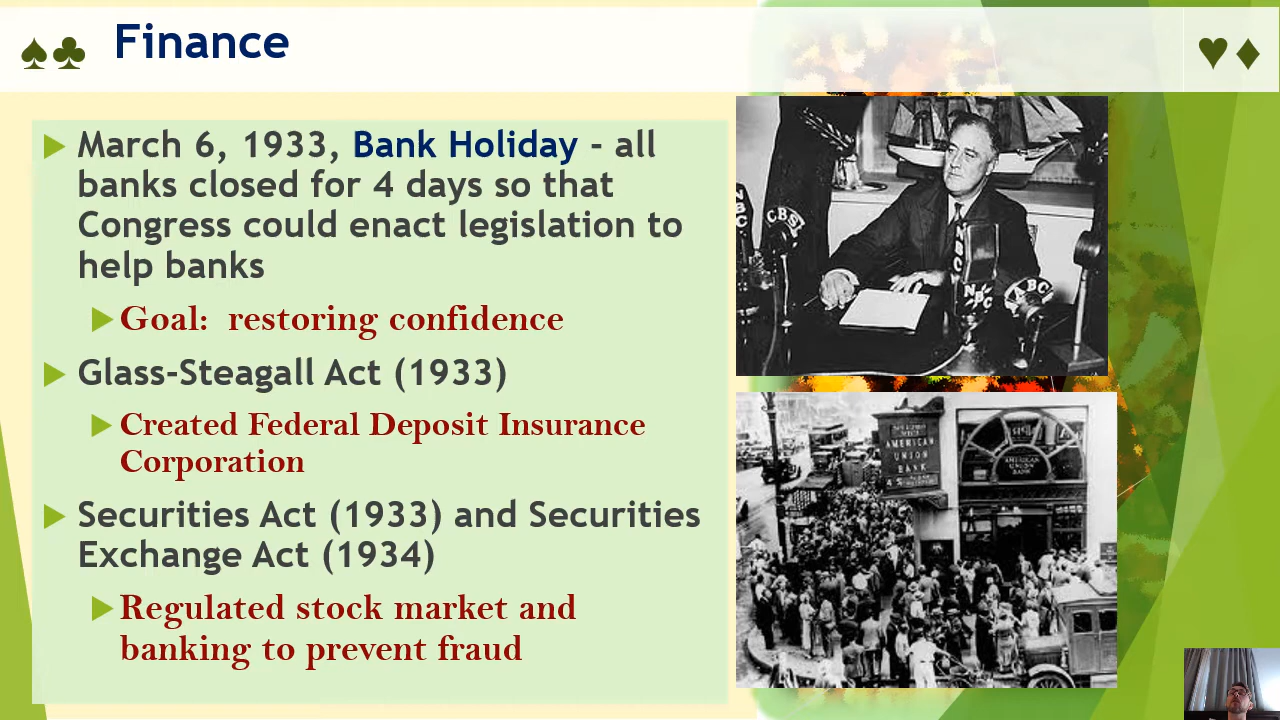 Finance
March 6, 1933, Bank Holiday - all
banks closed for 4 days so that
Congress could enact legislation to
help banks
Goal: restoring confidence
Glass-Steagall Act (1933)
Created Federal Deposit Insurance
Corporation
Securities Act (1933) and Securities
Exchange Act (1934)
Regulated stock market and
banking to prevent fraud
NBC
CBS
NBC
NBC
ABC
AMERICAN
UNION
BANK
AMERICAN
UNION BANK